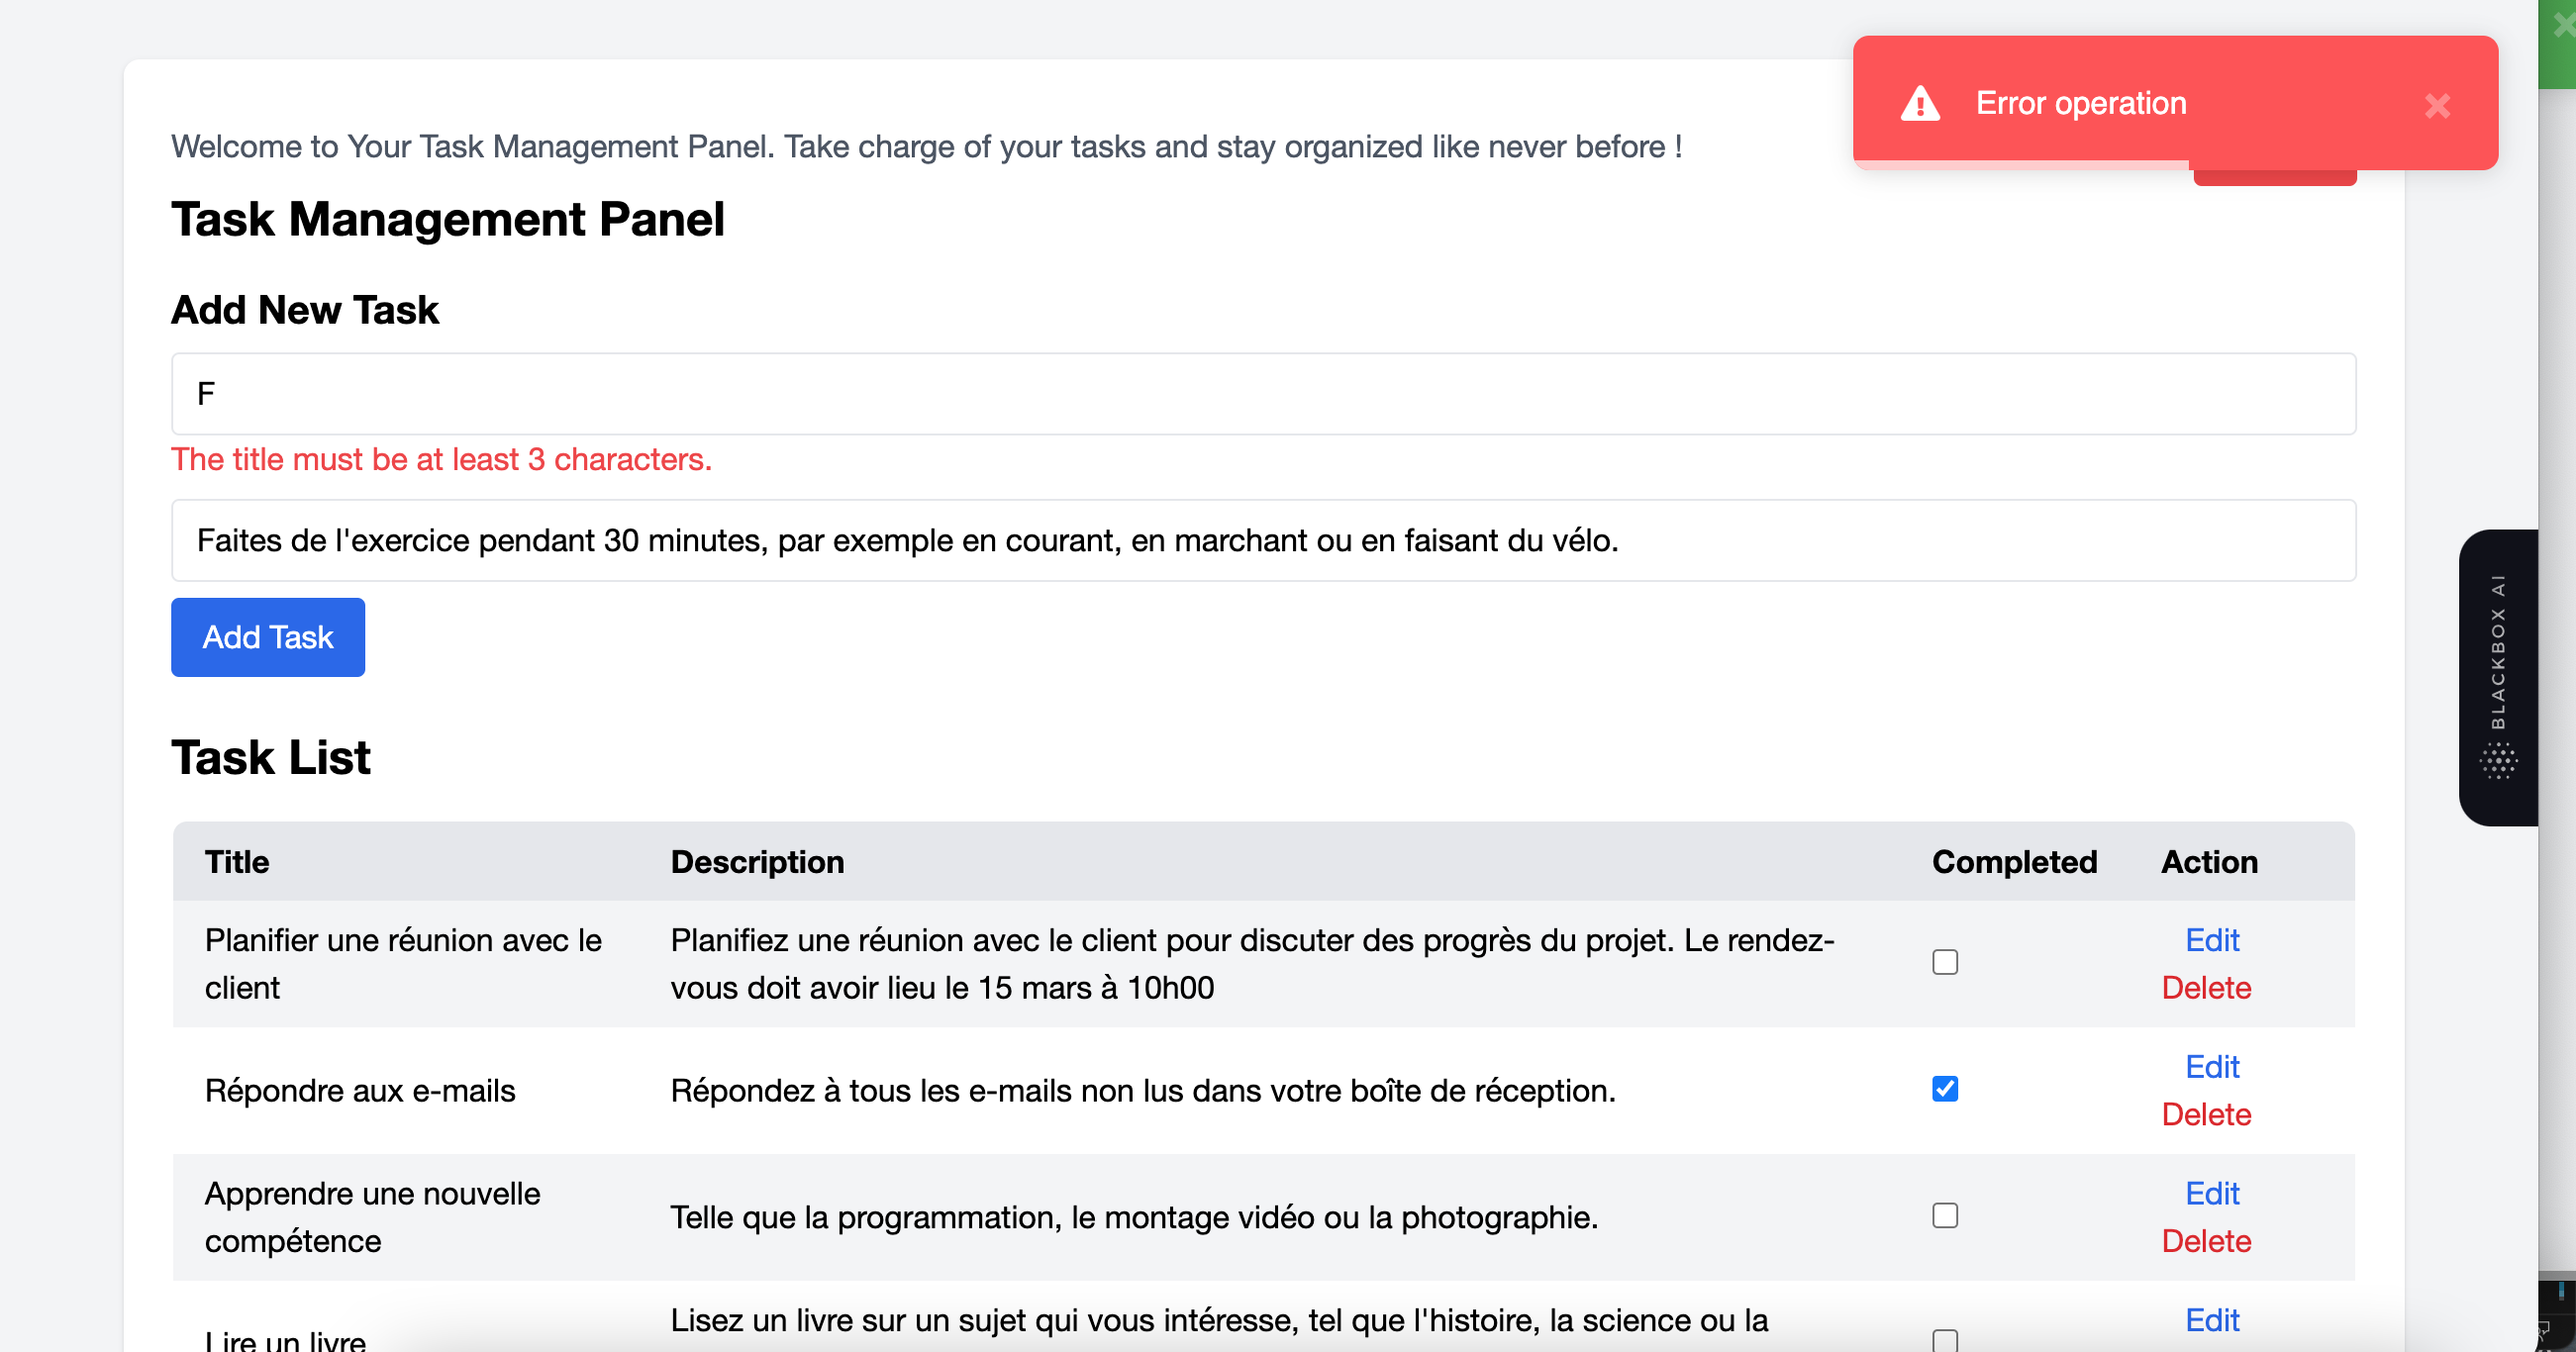 Error operation
Welcome to Your Task Management Panel. Take charge of your tasks and stay organized like never before !
Task Management Panel
Add New Task
F
The title must be at least 3 characters.
Faites de l'exercice pendant 30 minutes, par exemple en courant, en marchant ou en faisant du vélo.
Add Task
BLACKBOX AI
Task List
Title Description Completed Action
Planifier une réunion avec le client
Planifiez une réunion avec le client pour discuter des progrès du projet. Le rendez-
vous doit avoir lieu le 15 mars à 10h00
Edit
Delete
Répondre aux e-mails
Répondez à tous les e-mails non lus dans votre boîte de réception.
Edit
Delete
Apprendre une nouvelle
compétence
Telle que la programmation, le montage vidéo ou la photographie.
Edit
Delete
Lire un livre
Lisez un livre sur un sujet qui vous intéresse, tel que l'histoire, la science ou la
Edit